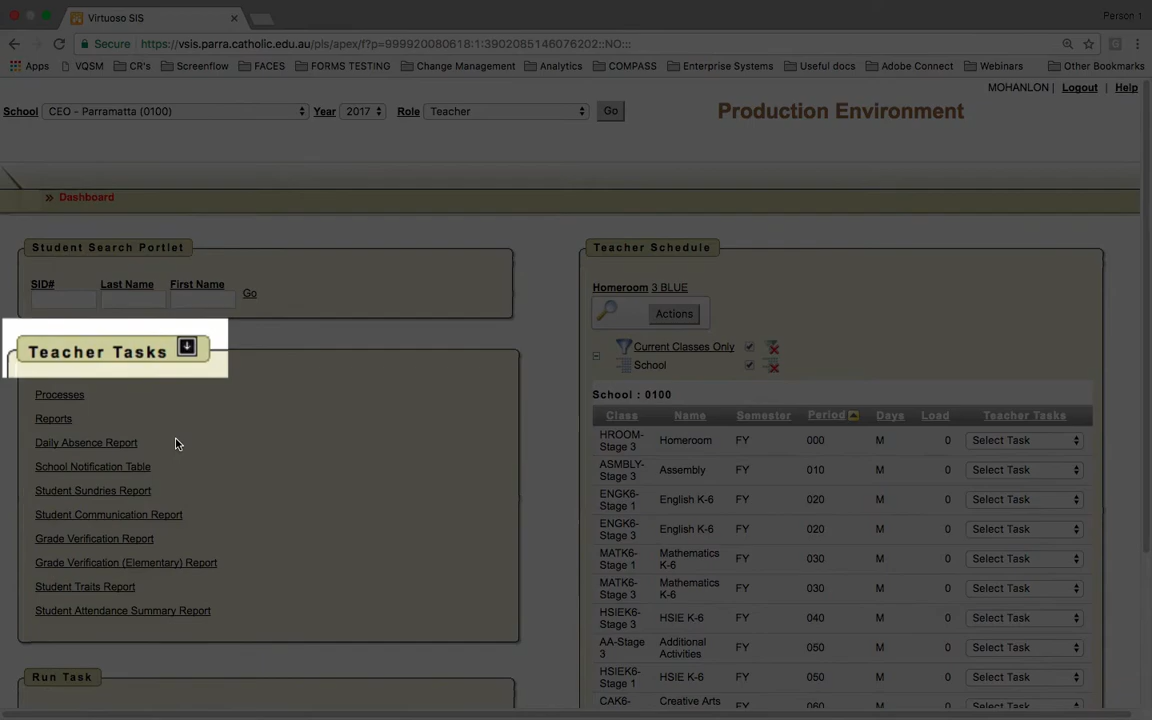 Virtuoso SIS
Person 1
Secure https://vsis.parra.catholic.edu.au/pls/apex/f?p=999920080618:1:3902085146076202::NO:::
Apps VQSM CR's Screenflow FACES FORMS TESTING Change Management Analytics COMPASS Enterprise Systems Useful docs Adobe Connect Webinars Other Bookmarks
MOHANLON | Logout | Help
School CEO - Parramatta (0100) Year 2017 Role Teacher Go
Production Environment
» Dashboard
Student Search Portlet
SID# Last Name First Name
Go
Teacher Tasks
Processes
Reports
Daily Absence Report
School Notification Table
Student Sundries Report
Student Communication Report
Grade Verification Report
Grade Verification (Elementary) Report
Student Traits Report
Student Attendance Summary Report
Run Task
Teacher Schedule
Homeroom 3 BLUE
Actions
Current Classes Only
School
School : 0100
Class Name Semester Period Days Load Teacher Tasks
HROOM-Stage 3 Homeroom FY 000 M 0 Select Task
ASMBLY-Stage 3 Assembly FY 010 M 0 Select Task
ENGK6-Stage 1 English K-6 FY 020 M 0 Select Task
ENGK6-Stage 3 English K-6 FY 020 M 0 Select Task
MATK6-Stage 1 Mathematics K-6 FY 030 M 0 Select Task
MATK6-Stage 3 Mathematics K-6 FY 030 M 0 Select Task
HSIEK6-Stage 3 HSIE K-6 FY 040 M 0 Select Task
AA-Stage 3 Additional Activities FY 050 M 0 Select Task
HSIEK6-Stage 1 HSIE K-6 FY 050 M 0 Select Task
CAK6- Creative Arts FY 060 M 0 Select Task